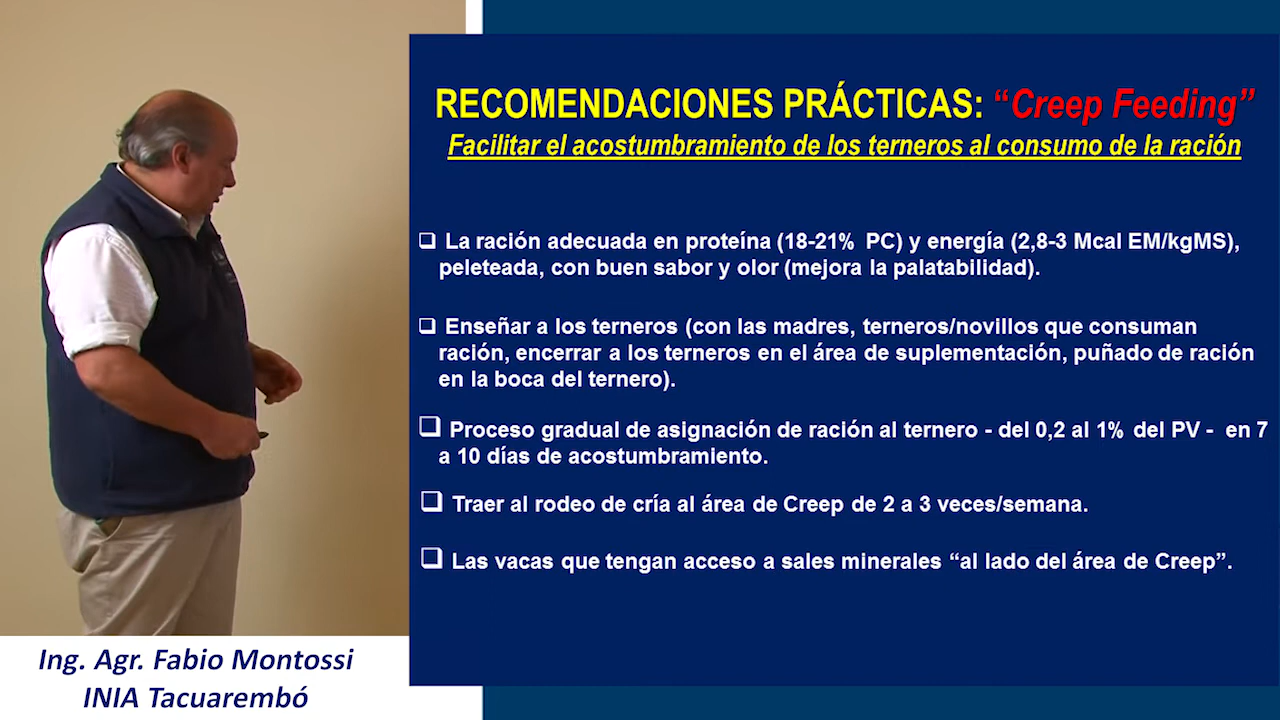 RECOMENDACIONES PRÁCTICAS: “Creep Feeding”
Facilitar el acostumbramiento de los terneros al consumo de la ración
La ración adecuada en proteína (18-21% PC) y energía (2,8-3 Mcal EM/kgMS),
peleteada, con buen sabor y olor (mejora la palatabilidad).
Enseñar a los terneros (con las madres, terneros/novillos que consuman
ración, encerrar a los terneros en el área de suplementación, puñado de ración
en la boca del ternero).
Proceso gradual de asignación de ración al ternero - del 0,2 al 1% del PV - en 7
a 10 días de acostumbramiento.
Traer al rodeo de cría al área de Creep de 2 a 3 veces/semana.
Las vacas que tengan acceso a sales minerales “al lado del área de Creep”.
Ing. Agr. Fabio Montossi
INIA Tacuarembó